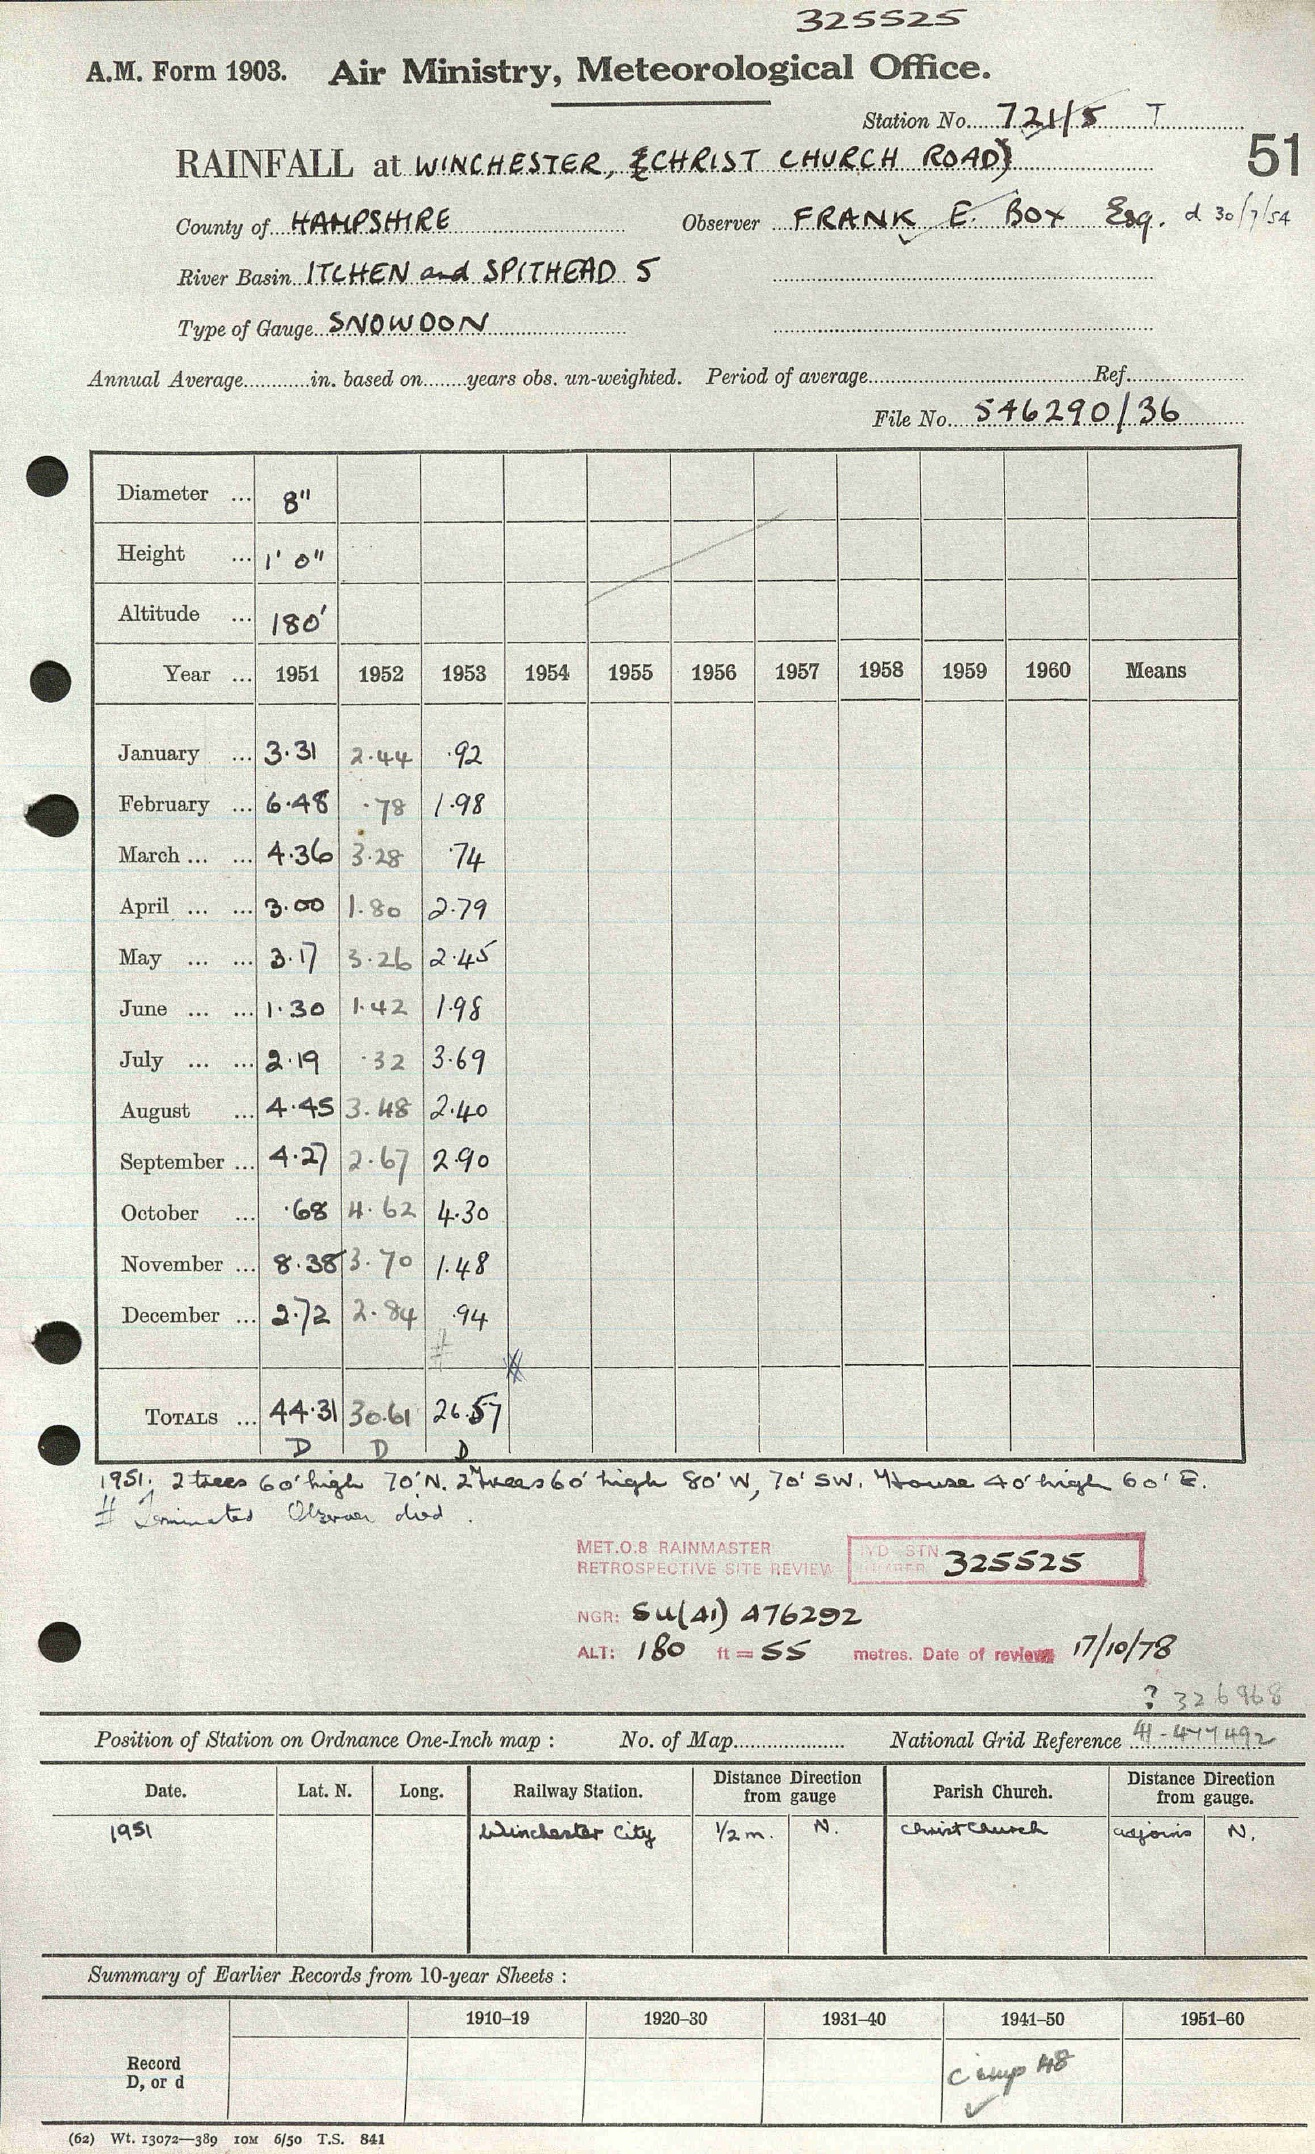 325525
A.M. Form 1903. Air Ministry, Meteorological Office.
Station No. 721/5 T
RAINFALL at WINCHESTER, (CHRIST CHURCH ROAD)
51
County of HAMPSHIRE Observer FRANK E. BOX Esq. d 30/7/54
River Basin ITCHEN and SPITHEAD 5
Type of Gauge SNOWDON
Annual Average in. based on years obs. un-weighted. Period of average Ref.
File No. 546290/36
Diameter ... 8"
Height ... 1' 0"
Altitude ... 180'
Year ... 1951 1952 1953 1954 1955 1956 1957 1958 1959 1960 Means
January ... 3.31 2.44 .92
February ... 6.48 .78 1.98
March ... ... 4.36 3.28 .74
April ... ... 3.00 1.80 2.79
May ... ... 3.17 3.26 2.45
June ... ... 1.30 1.42 1.98
July ... ... 2.19 .32 3.69
August ... 4.45 3.48 2.40
September ... 4.27 2.67 2.90
October ... .68 4.62 4.30
November ... 8.38 3.70 1.48
December ... 2.72 2.84 .94
#
TOTALS ... 44.31 30.61 26.57
D D D
1951: 2 trees 60' high 70' N. 2 trees 60' high 80' W, 70' SW. House 40' high 60' E.
# Terminated Observer died.
MET.O.8 RAINMASTER
RETROSPECTIVE SITE REVIEW
HYD STN NUMBER 325525
NGR: SU(41) 476292
ALT: 180 ft = 55 metres. Date of review 17/10/78
? 326968
Position of Station on Ordnance One-Inch map : No. of Map National Grid Reference 41-477492
Date. Lat. N. Long. Railway Station. Distance from gauge Direction Parish Church. Distance from gauge. Direction
1951 Winchester City 1/2 m. N. Christ Church adjoins N.
Summary of Earlier Records from 10-year Sheets :
1910–19 1920–30 1931–40 1941–50 1951–60
Record
D, or d
48
(62) Wt. 13072—389 10M 6/50 T.S. 841